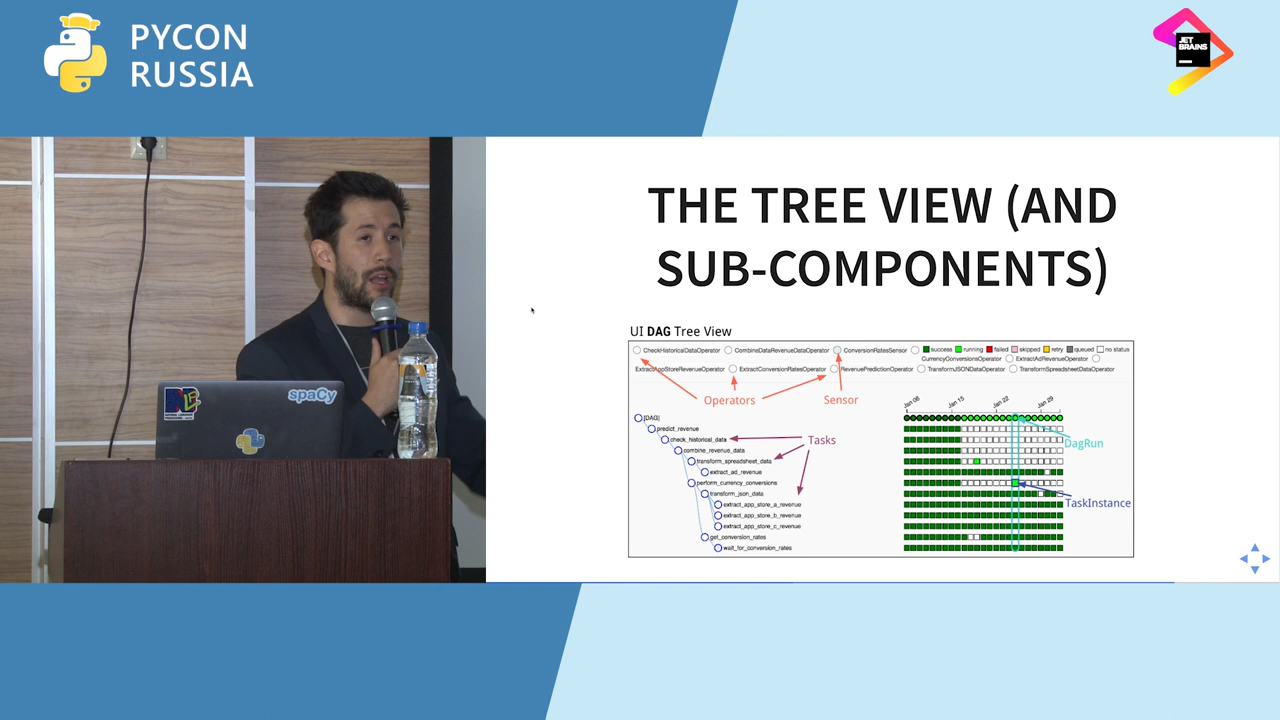 PYCON
RUSSIA
JET
BRAINS
THE TREE VIEW (AND
SUB-COMPONENTS)
UI DAG Tree View
CheckHistoricalDataOperator CombineDataRevenueDataOperator ConversionRatesSensor
success running failed skipped retry queued no status
CurrencyConversionsOperator ExtractAdRevenueOperator
ExtractAppStoreRevenueOperator ExtractConversionRatesOperator RevenuePredictionOperator TransformJSONDataOperator TransformSpreadsheetDataOperator
Operators Sensor
Jan 08 Jan 15 Jan 22 Jan 29
[DAG]
predict_revenue
check_historical_data
combine_revenue_data
transform_spreadsheet_data
extract_ad_revenue
perform_currency_conversions
transform_json_data
extract_app_store_a_revenue
extract_app_store_b_revenue
extract_app_store_c_revenue
get_conversion_rates
wait_for_conversion_rates
Tasks
DagRun
TaskInstance
spaCy